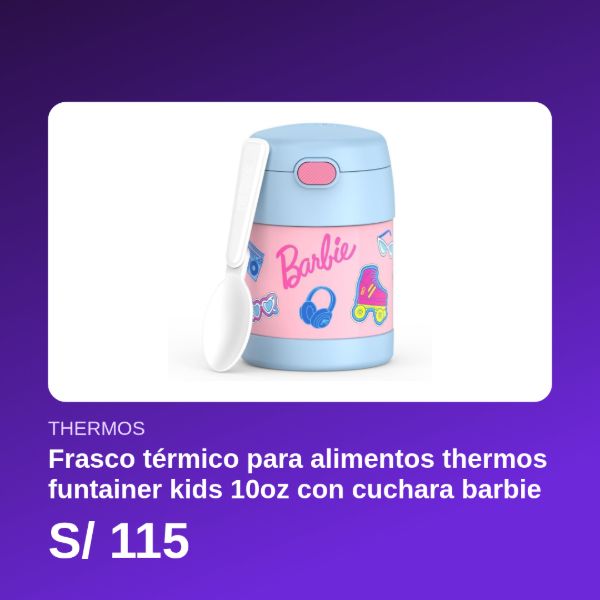 Barbie
THERMOS
Frasco térmico para alimentos thermos
funtainer kids 10oz con cuchara barbie
S/ 115